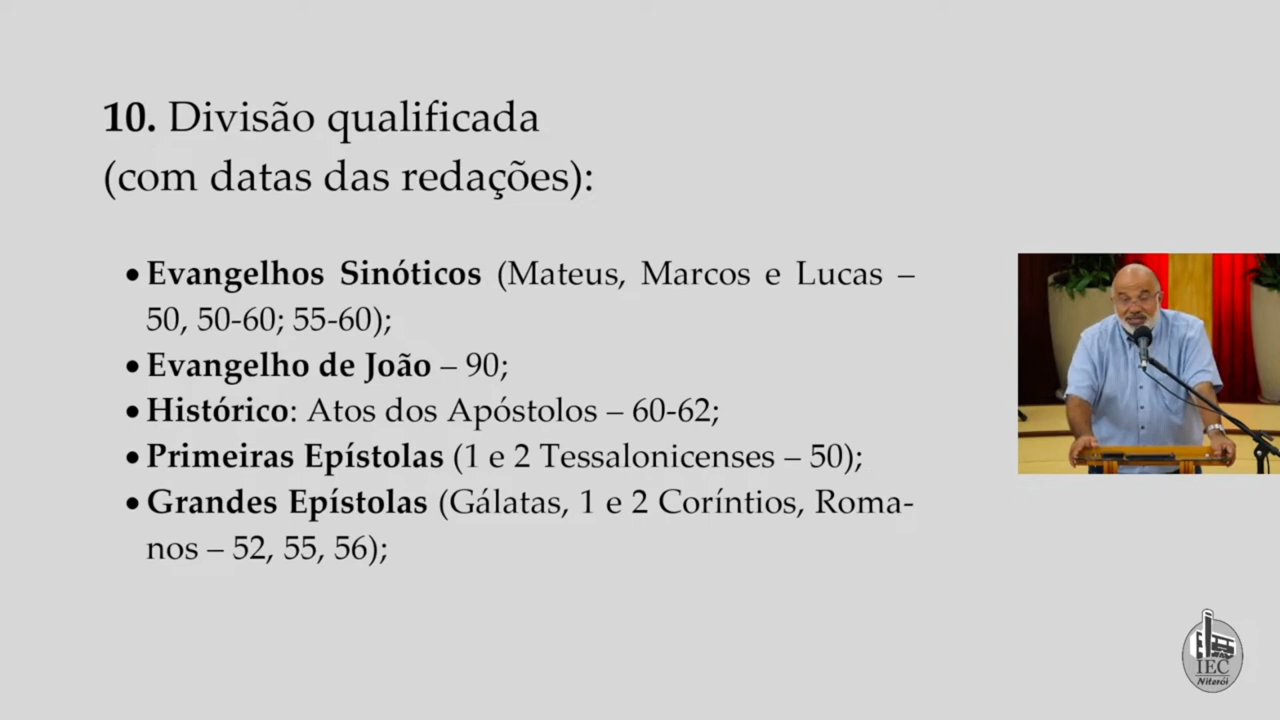 10. Divisão qualificada
(com datas das redações):
• Evangelhos Sinóticos (Mateus, Marcos e Lucas –
50, 50-60; 55-60);
• Evangelho de João – 90;
• Histórico: Atos dos Apóstolos – 60-62;
• Primeiras Epístolas (1 e 2 Tessalonicenses – 50);
• Grandes Epístolas (Gálatas, 1 e 2 Coríntios, Roma-
nos – 52, 55, 56);
IEC
Niterói